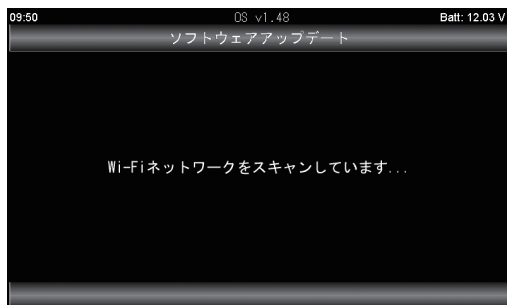 09:50 OS v1.48 Batt: 12.03 V
ソフトウェアアップデート
Wi-Fiネットワークをスキャンしています...